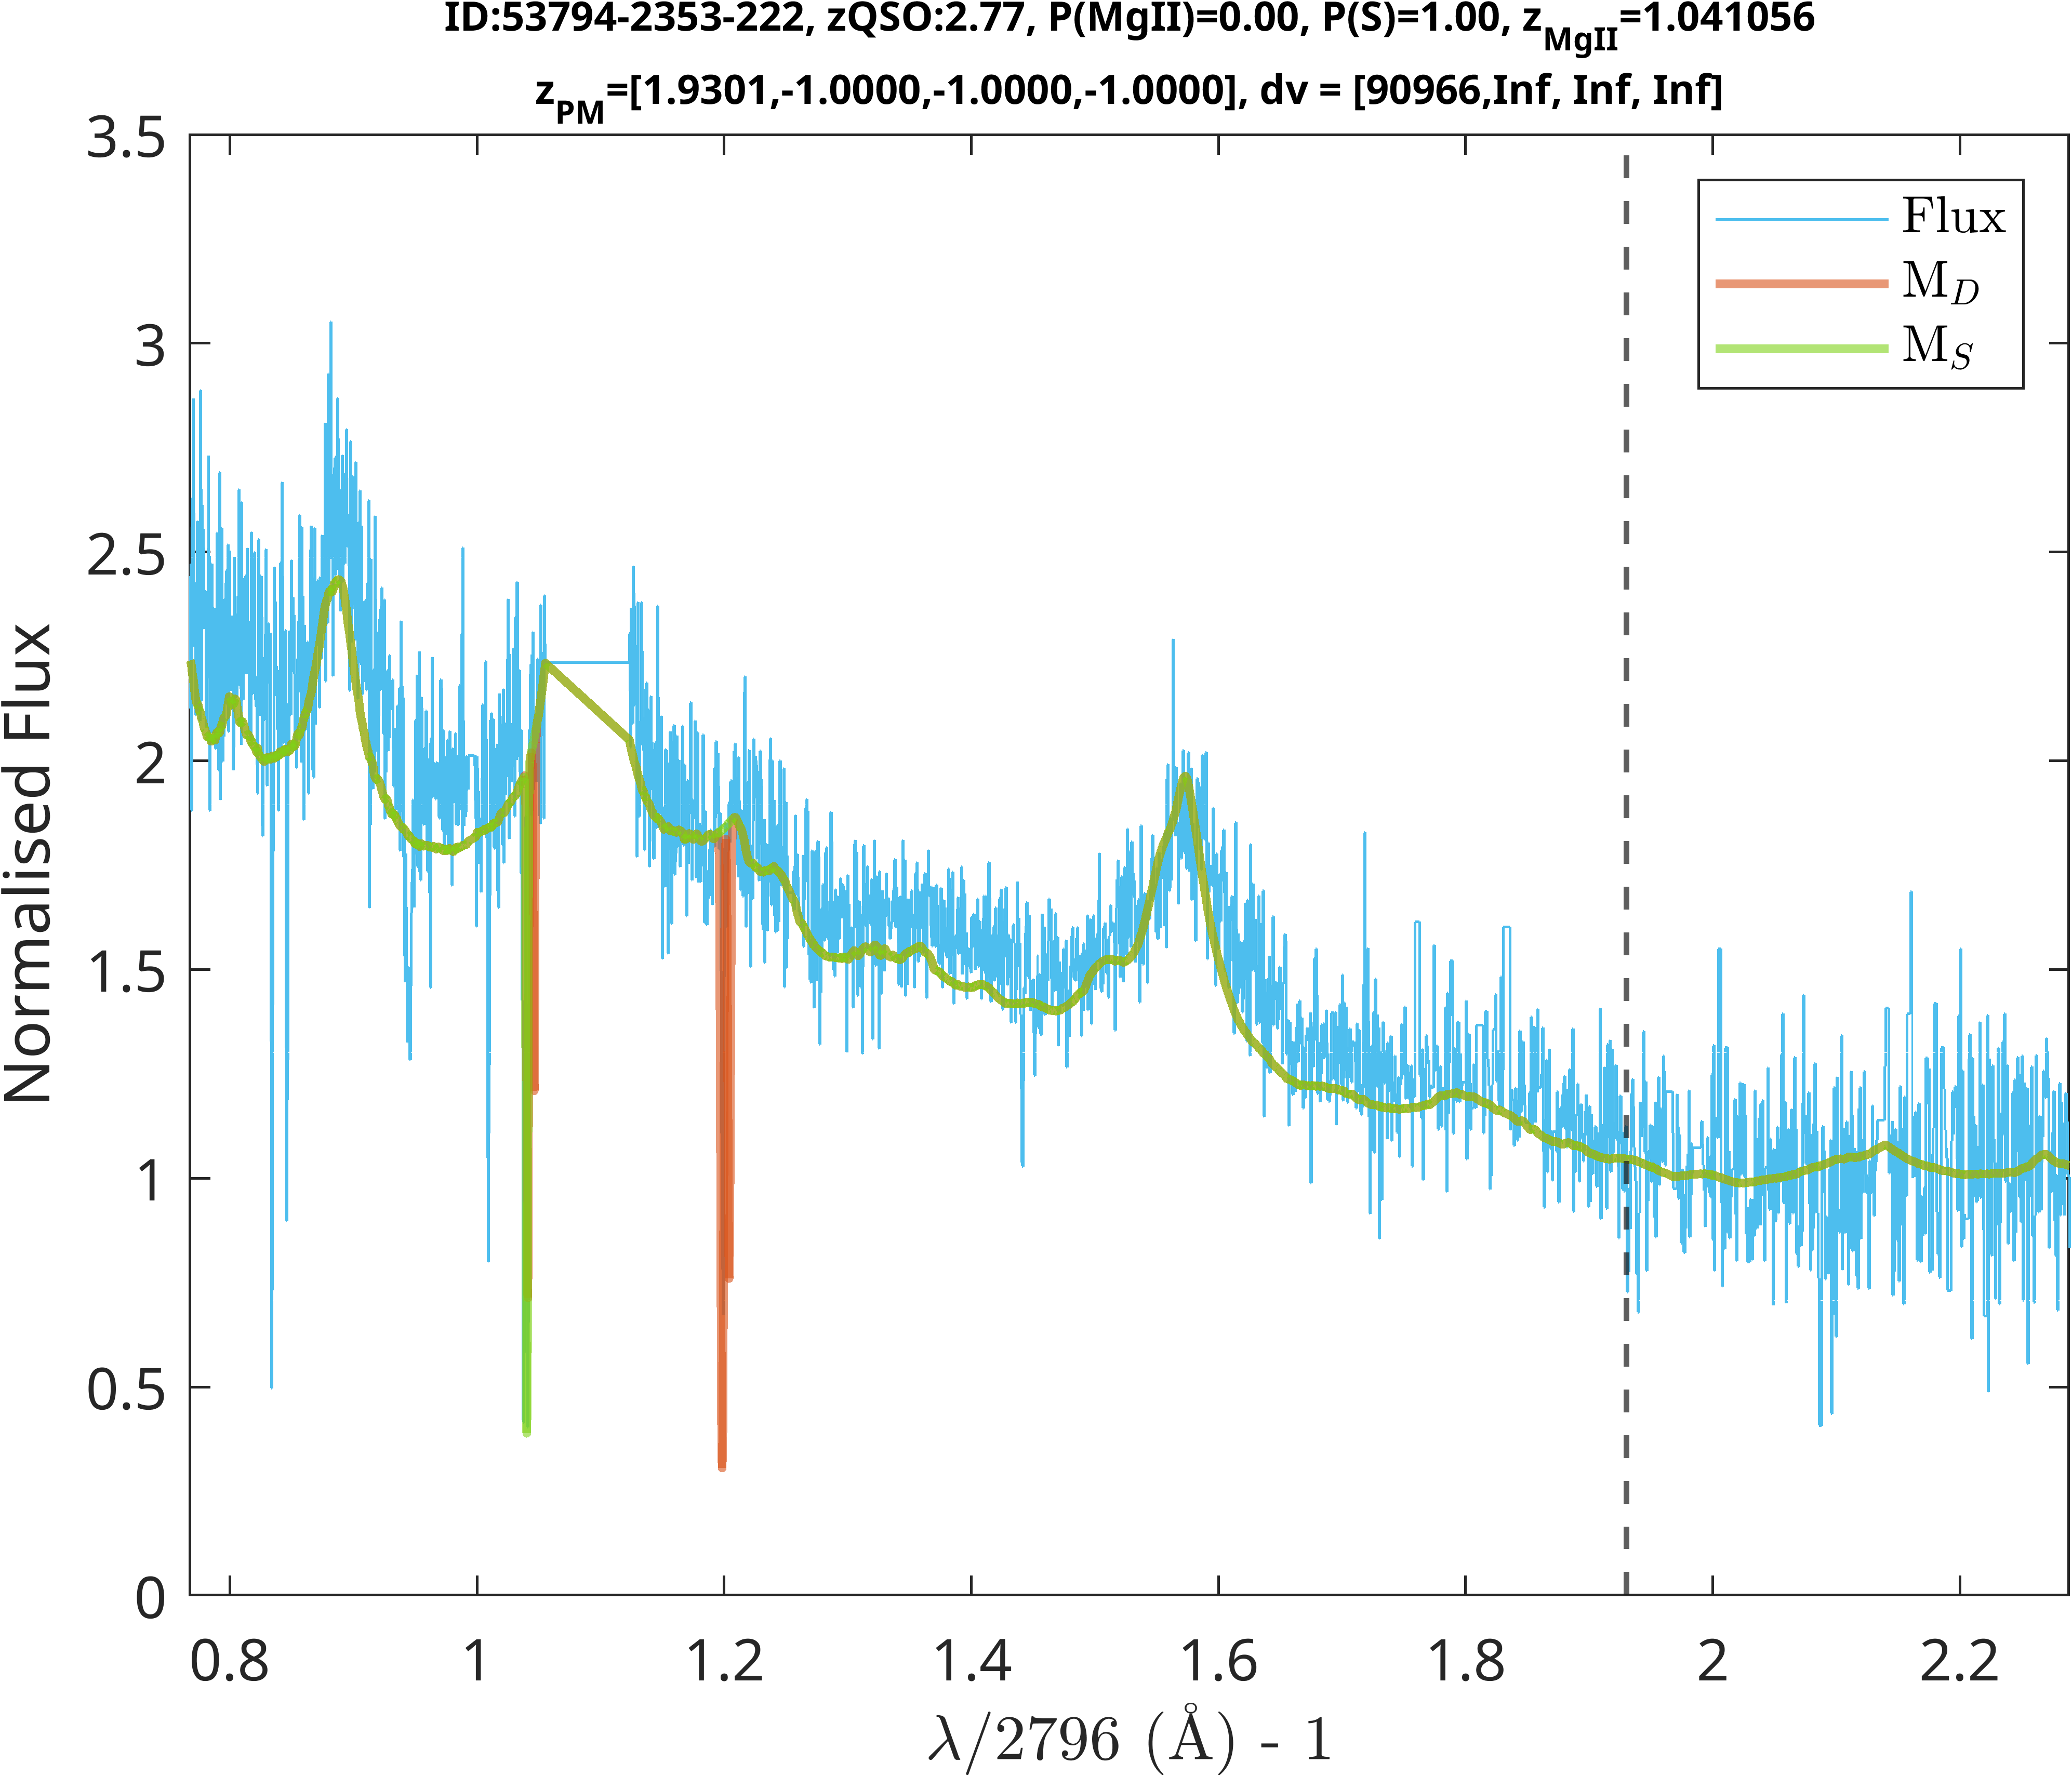 ID:53794-2353-222, zQSO:2.77, P(MgII)=0.00, P(S)=1.00, zMgII=1.041056
zPM=[1.9301,-1.0000,-1.0000,-1.0000], dv = [90966,Inf, Inf, Inf]
3.5
3
2.5
2
1.5
1
0.5
0
Normalised Flux
Flux
MD
MS
0.8
1
1.2
1.4
1.6
1.8
2
2.2
λ/2796 (Å) - 1